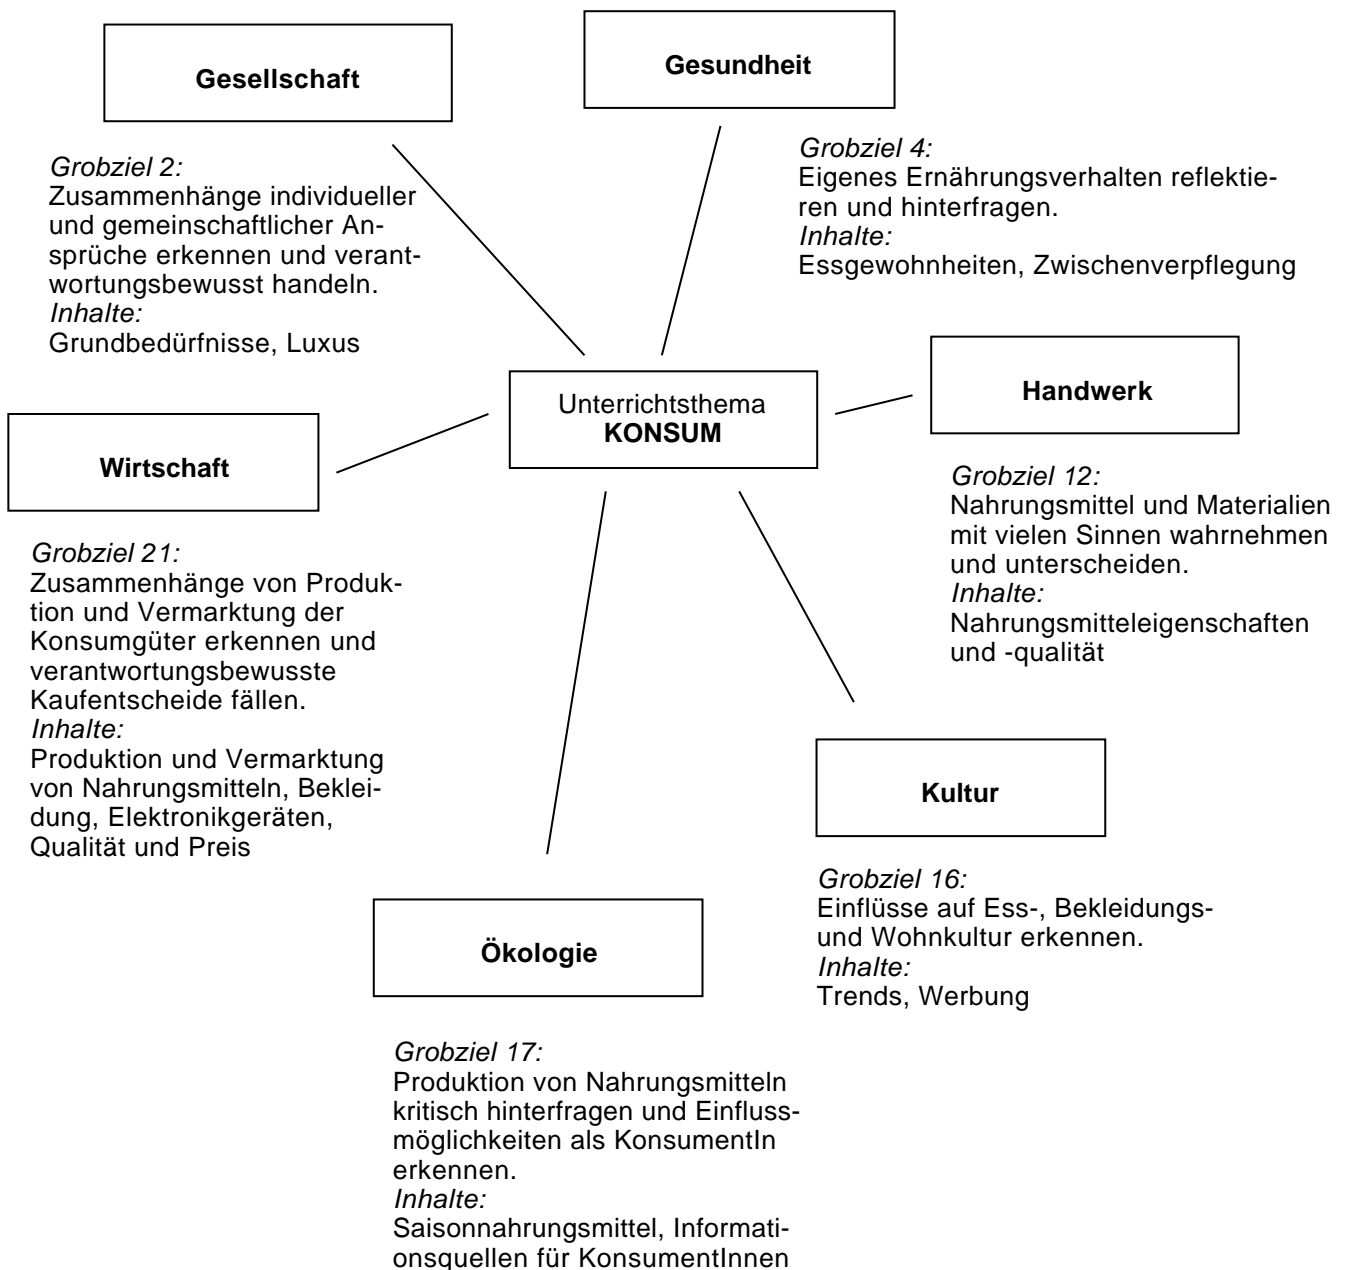 Gesellschaft
Gesundheit
Grobziel 2:
Zusammenhänge individueller
und gemeinschaftlicher An-
sprüche erkennen und verant-
wortungsbewusst handeln.
Inhalte:
Grundbedürfnisse, Luxus
Grobziel 4:
Eigenes Ernährungsverhalten reflektie-
ren und hinterfragen.
Inhalte:
Essgewohnheiten, Zwischenverpflegung
Unterrichtsthema
KONSUM
Handwerk
Grobziel 12:
Nahrungsmittel und Materialien
mit vielen Sinnen wahrnehmen
und unterscheiden.
Inhalte:
Nahrungsmitteleigenschaften
und -qualität
Wirtschaft
Grobziel 21:
Zusammenhänge von Produk-
tion und Vermarktung der
Konsumgüter erkennen und
verantwortungsbewusste
Kaufentscheide fällen.
Inhalte:
Produktion und Vermarktung
von Nahrungsmitteln, Beklei-
dung, Elektronikgeräten,
Qualität und Preis
Kultur
Grobziel 16:
Einflüsse auf Ess-, Bekleidungs-
und Wohnkultur erkennen.
Inhalte:
Trends, Werbung
Ökologie
Grobziel 17:
Produktion von Nahrungsmitteln
kritisch hinterfragen und Einfluss-
möglichkeiten als KonsumentIn
erkennen.
Inhalte:
Saisonnahrungsmittel, Informati-
onsquellen für KonsumentInnen